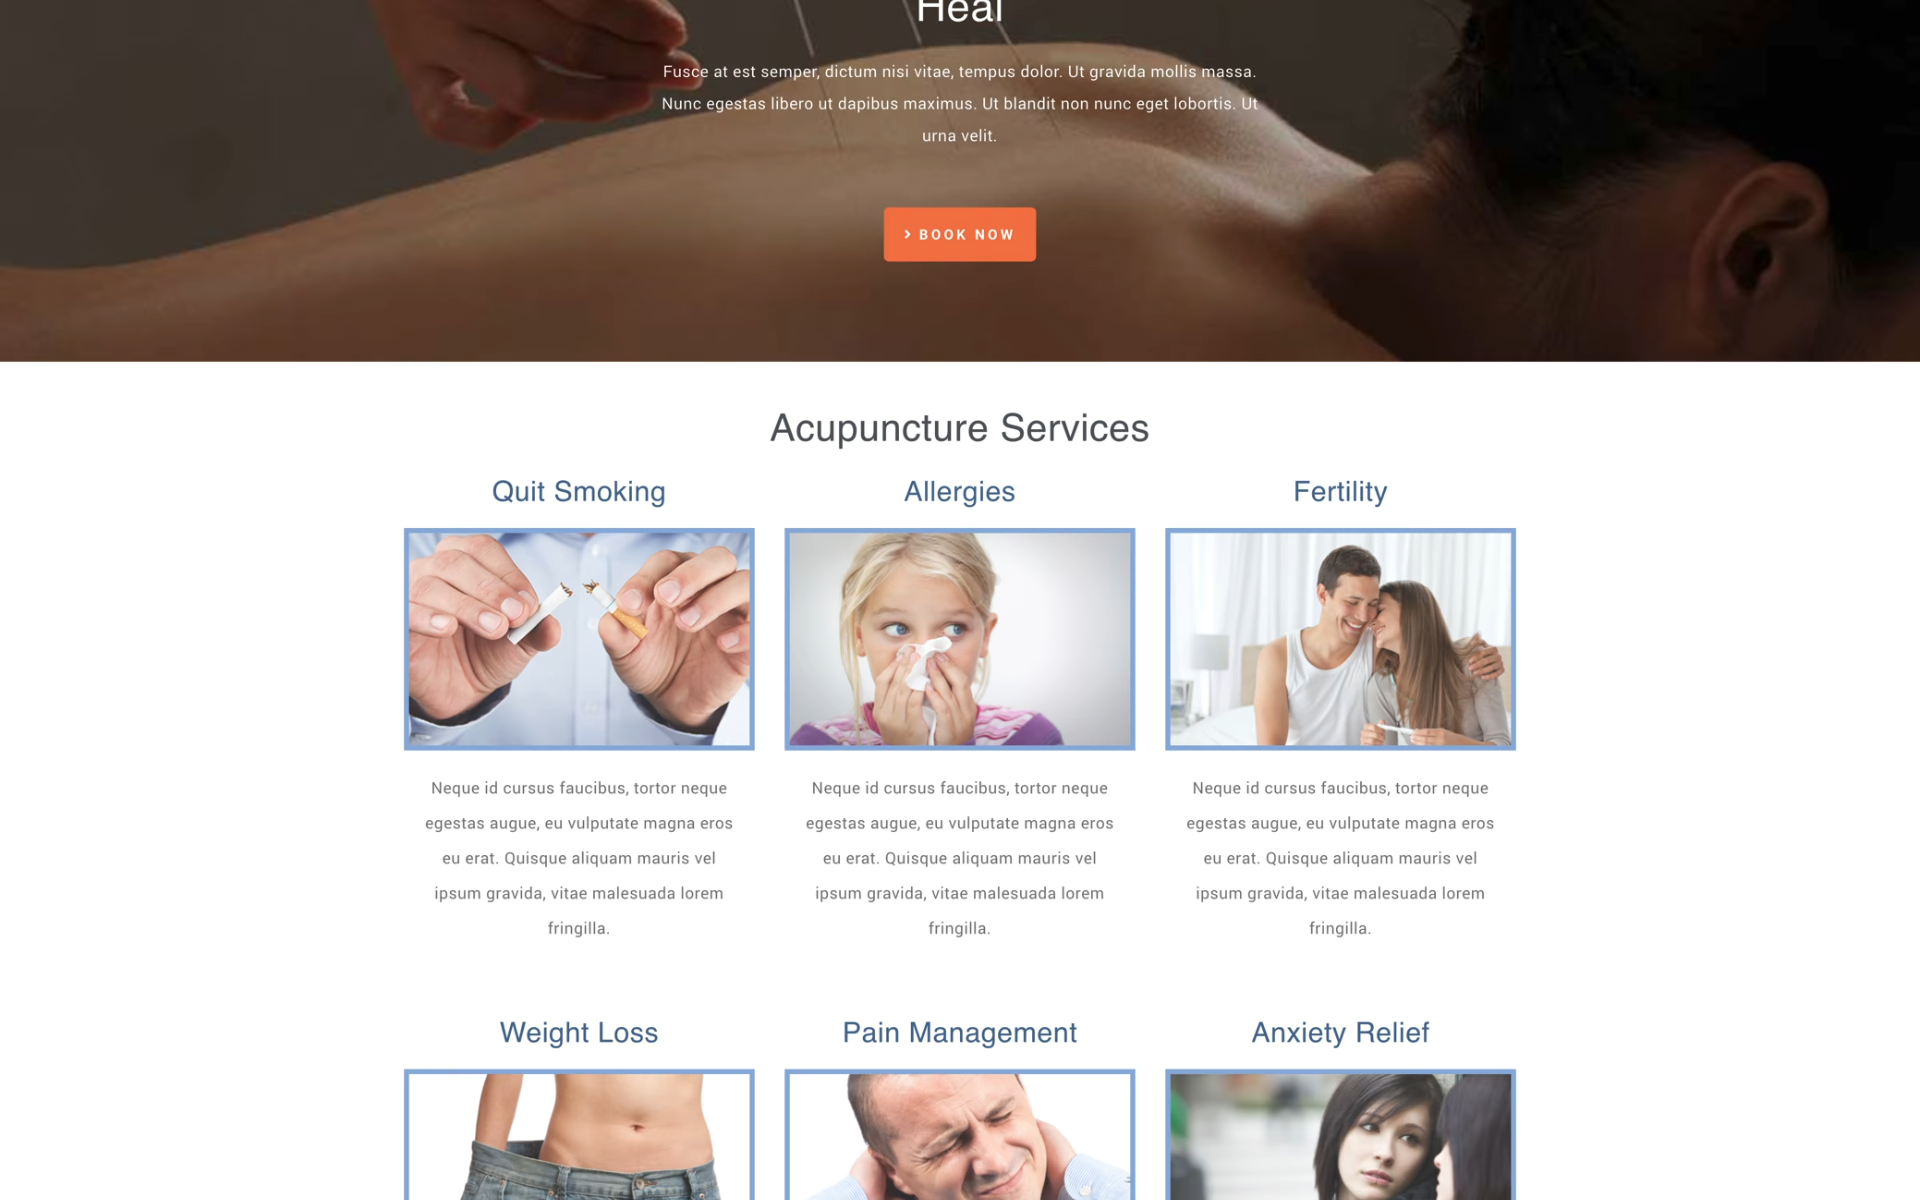 Heal
Fusce at est semper, dictum nisi vitae, tempus dolor. Ut gravida mollis massa.
Nunc egestas libero ut dapibus maximus. Ut blandit non nunc eget lobortis. Ut
urna velit.
> BOOK NOW
Acupuncture Services
Quit Smoking
Allergies
Fertility
Neque id cursus faucibus, tortor neque
egestas augue, eu vulputate magna eros
eu erat. Quisque aliquam mauris vel
ipsum gravida, vitae malesuada lorem
fringilla.
Neque id cursus faucibus, tortor neque
egestas augue, eu vulputate magna eros
eu erat. Quisque aliquam mauris vel
ipsum gravida, vitae malesuada lorem
fringilla.
Neque id cursus faucibus, tortor neque
egestas augue, eu vulputate magna eros
eu erat. Quisque aliquam mauris vel
ipsum gravida, vitae malesuada lorem
fringilla.
Weight Loss
Pain Management
Anxiety Relief